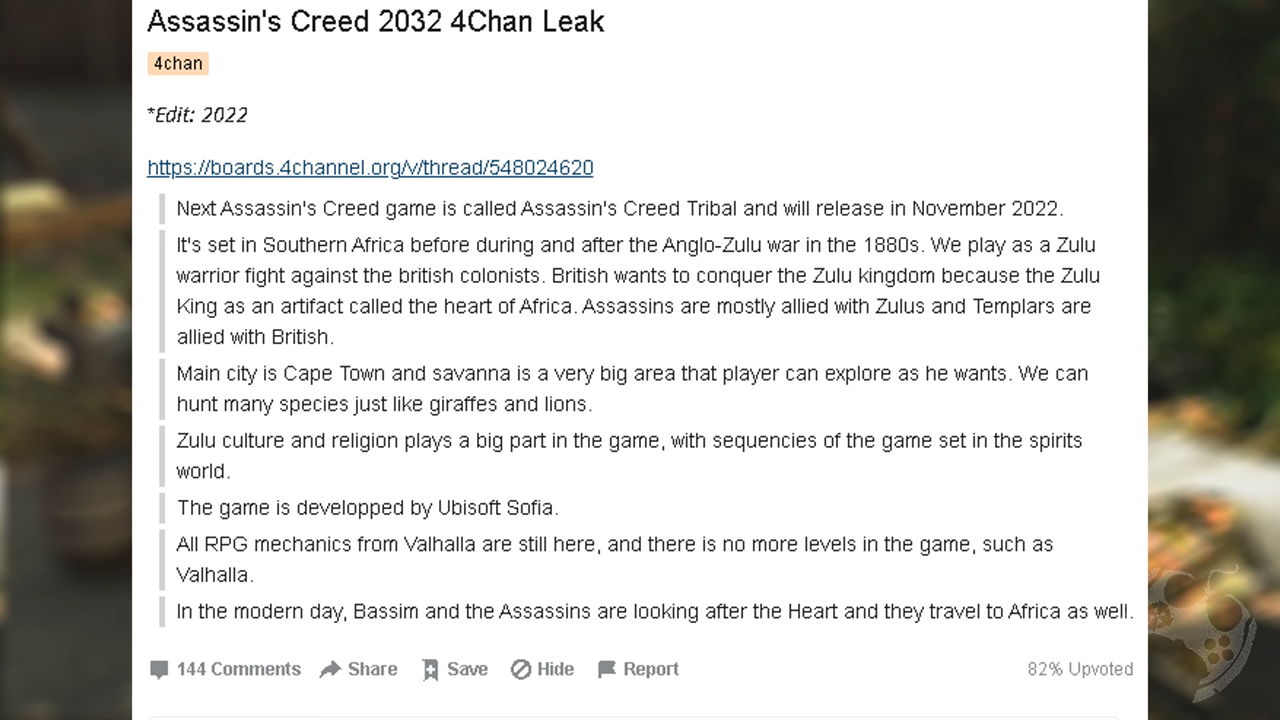 Assassin's Creed 2032 4Chan Leak
4chan
*Edit: 2022
https://boards.4channel.org/v/thread/548024620
Next Assassin's Creed game is called Assassin's Creed Tribal and will release in November 2022.
It's set in Southern Africa before during and after the Anglo-Zulu war in the 1880s. We play as a Zulu
warrior fight against the british colonists. British wants to conquer the Zulu kingdom because the Zulu
King as an artifact called the heart of Africa. Assassins are mostly allied with Zulus and Templars are
allied with British.
Main city is Cape Town and savanna is a very big area that player can explore as he wants. We can
hunt many species just like giraffes and lions.
Zulu culture and religion plays a big part in the game, with sequencies of the game set in the spirits
world.
The game is developped by Ubisoft Sofia.
All RPG mechanics from Valhalla are still here, and there is no more levels in the game, such as
Valhalla.
In the modern day, Bassim and the Assassins are looking after the Heart and they travel to Africa as well.
144 Comments Share Save Hide Report 82% Upvoted